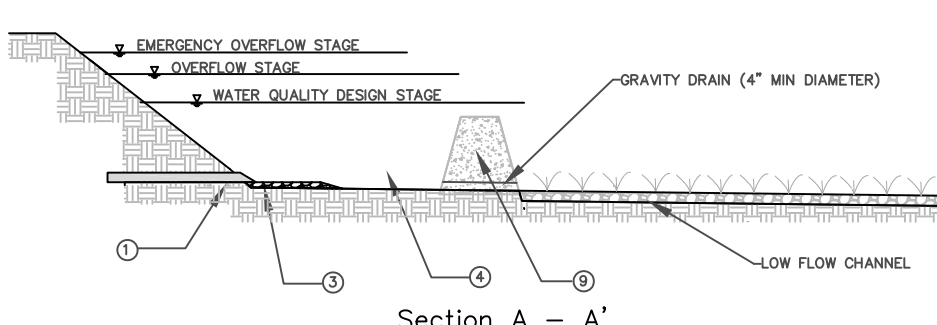 EMERGENCY OVERFLOW STAGE
OVERFLOW STAGE
GRAVITY DRAIN (4" MIN DIAMETER)
WATER QUALITY DESIGN STAGE
1
3
4
9
LOW FLOW CHANNEL
Section A – A'